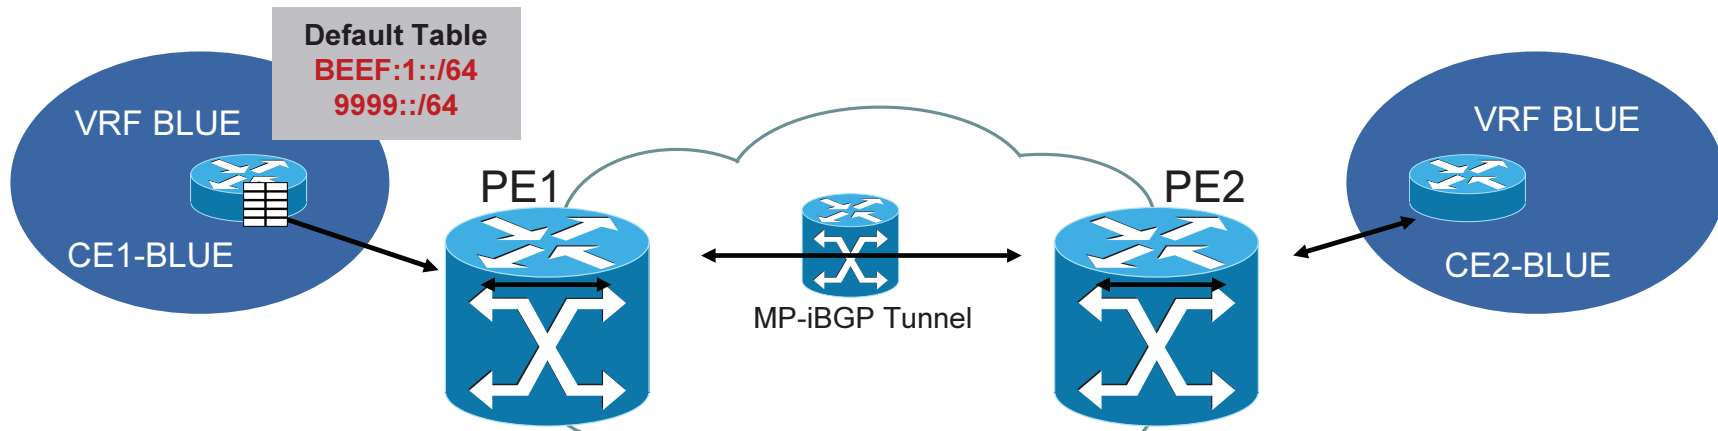 Default Table
BEEF:1::/64
9999::/64
VRF BLUE
CE1-BLUE
PE1
MP-iBGP Tunnel
PE2
VRF BLUE
CE2-BLUE